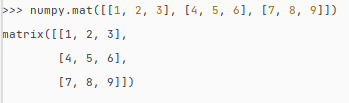 >>> numpy.mat([[1, 2, 3], [4, 5, 6], [7, 8, 9]])
matrix([[1, 2, 3],
        [4, 5, 6],
        [7, 8, 9]])